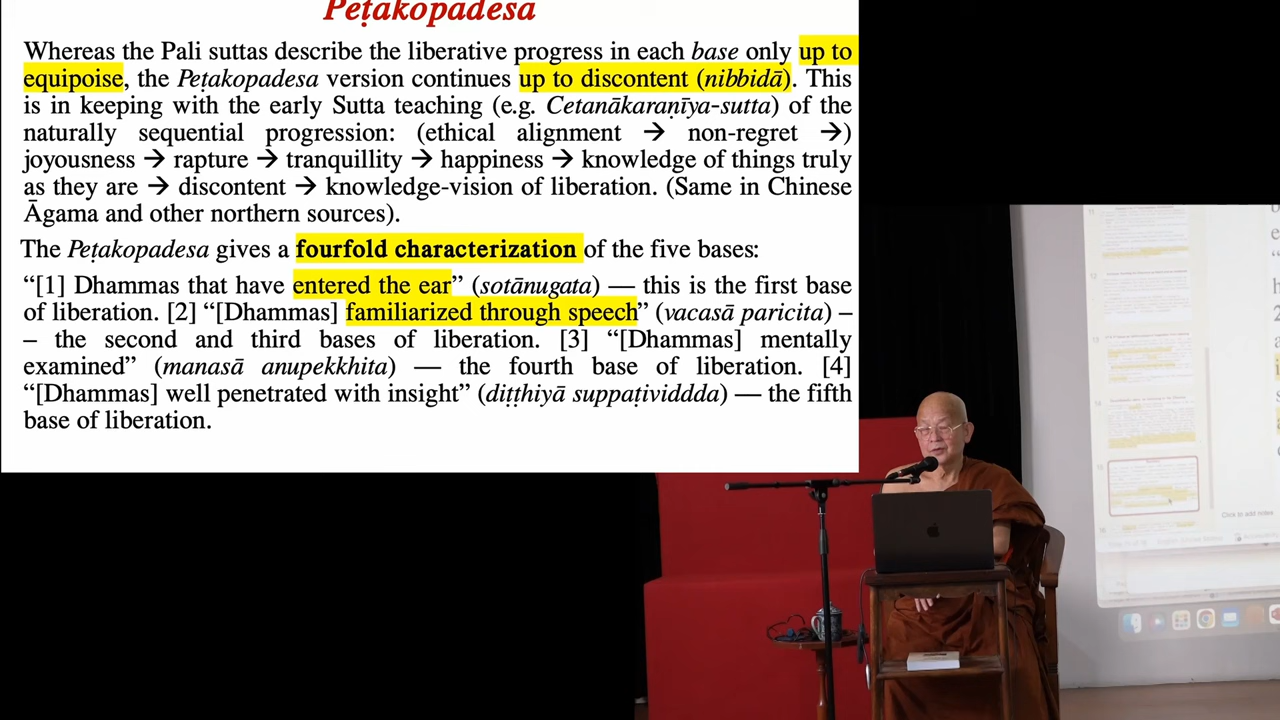 Peṭakopadesa
Whereas the Pali suttas describe the liberative progress in each base only up to
equipoise, the Peṭakopadesa version continues up to discontent (nibbidā). This
is in keeping with the early Sutta teaching (e.g. Cetanākaraṇīya-sutta) of the
naturally sequential progression: (ethical alignment → non-regret →)
joyousness → rapture → tranquillity → happiness → knowledge of things truly
as they are → discontent → knowledge-vision of liberation. (Same in Chinese
Āgama and other northern sources).
The Peṭakopadesa gives a fourfold characterization of the five bases:
“[1] Dhammas that have entered the ear” (sotānugata) — this is the first base
of liberation. [2] “[Dhammas] familiarized through speech” (vacasā paricita) –
– the second and third bases of liberation. [3] “[Dhammas] mentally
examined” (manasā anupekkhita) — the fourth base of liberation. [4]
“[Dhammas] well penetrated with insight” (diṭṭhiyā suppaṭividdda) — the fifth
base of liberation.
Click to add notes